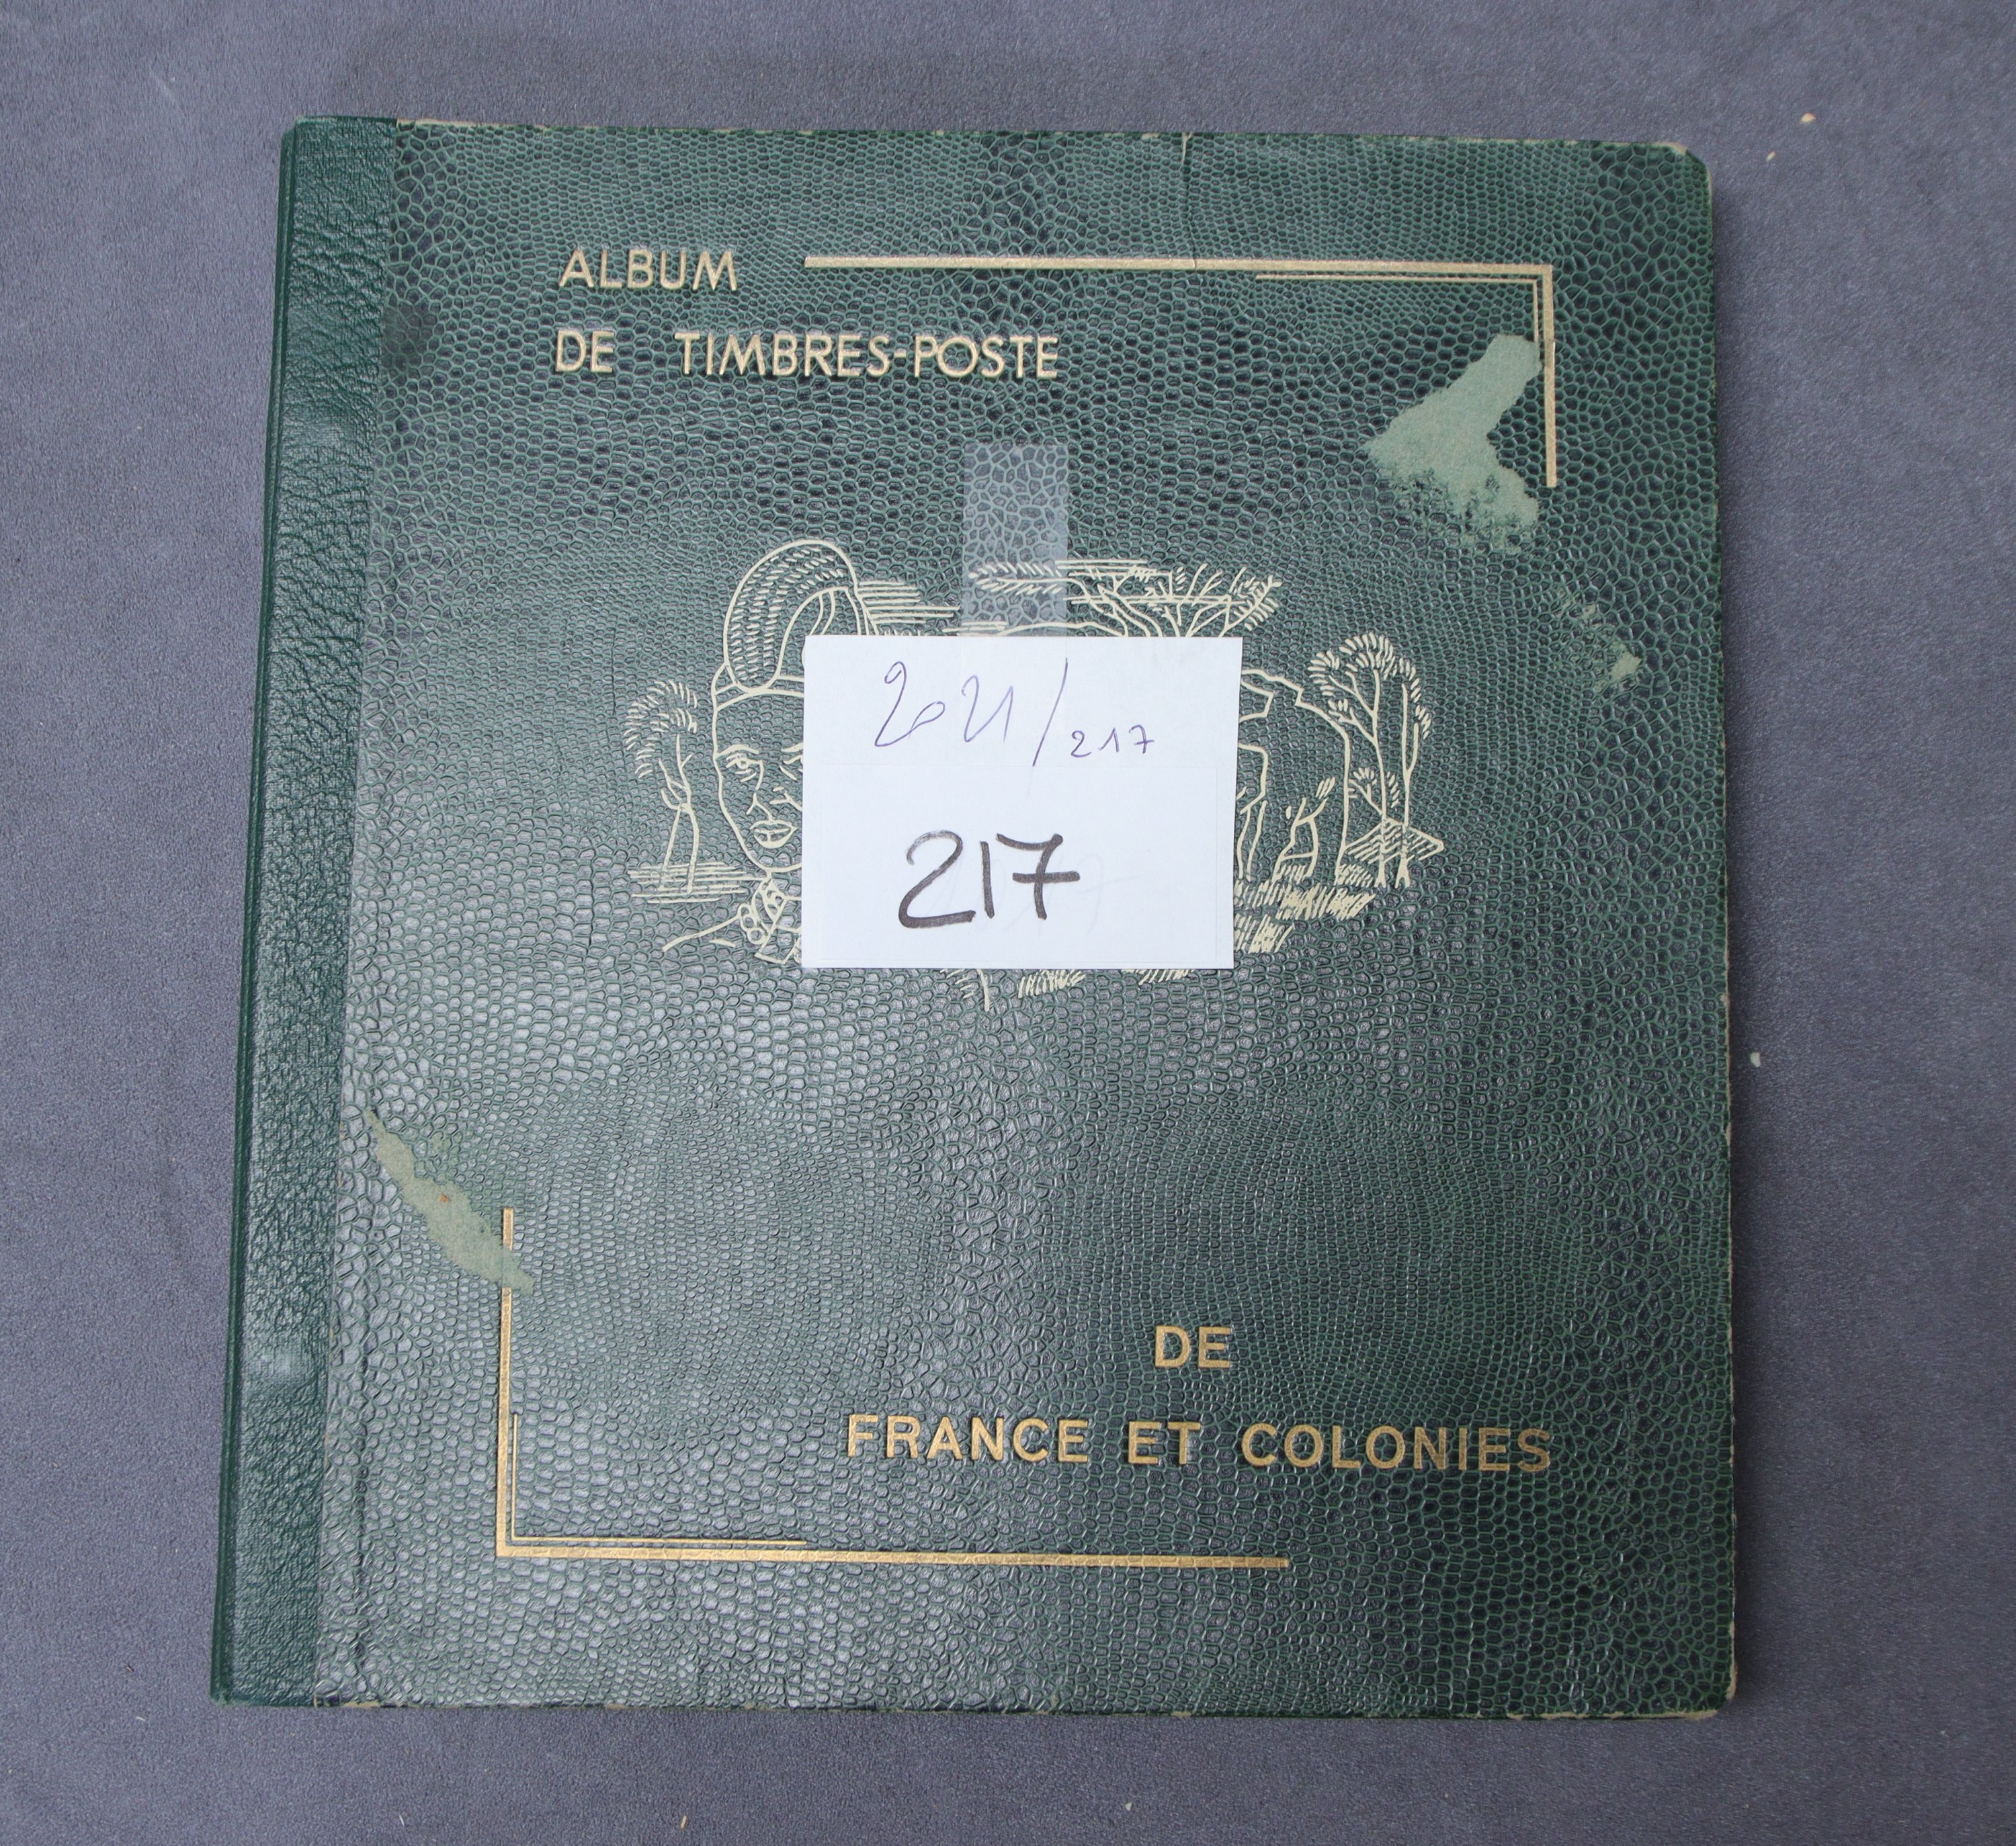 ALBUM
DE TIMBRES-POSTE
2021/217
217
DE
FRANCE ET COLONIES